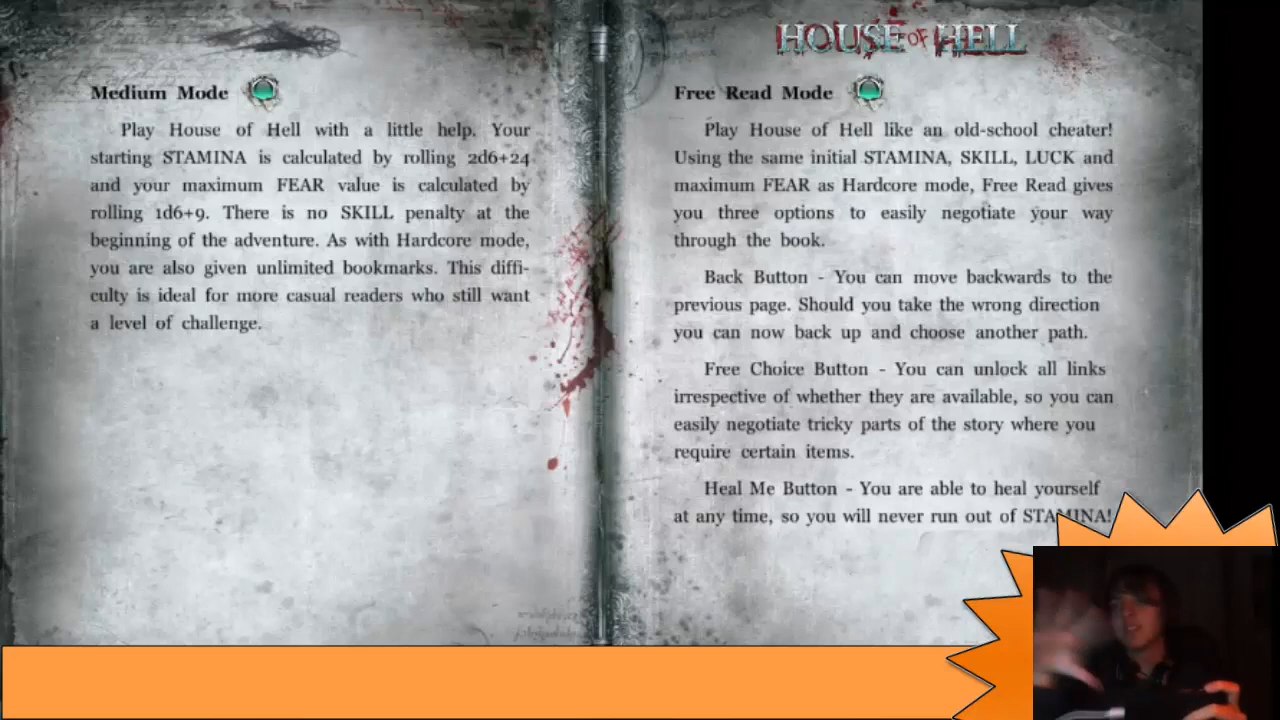 Medium Mode
Play House of Hell with a little help. Your
starting STAMINA is calculated by rolling 2d6+24
and your maximum FEAR value is calculated by
rolling 1d6+9. There is no SKILL penalty at the
beginning of the adventure. As with Hardcore mode,
you are also given unlimited bookmarks. This diffi-
culty is ideal for more casual readers who still want
a level of challenge.
HOUSE OF HELL
Free Read Mode
Play House of Hell like an old-school cheater!
Using the same initial STAMINA, SKILL, LUCK and
maximum FEAR as Hardcore mode, Free Read gives
you three options to easily negotiate your way
through the book.
Back Button - You can move backwards to the
previous page. Should you take the wrong direction
you can now back up and choose another path.
Free Choice Button - You can unlock all links
irrespective of whether they are available, so you can
easily negotiate tricky parts of the story where you
require certain items.
Heal Me Button - You are able to heal yourself
at any time, so you will never run out of STAMINA!